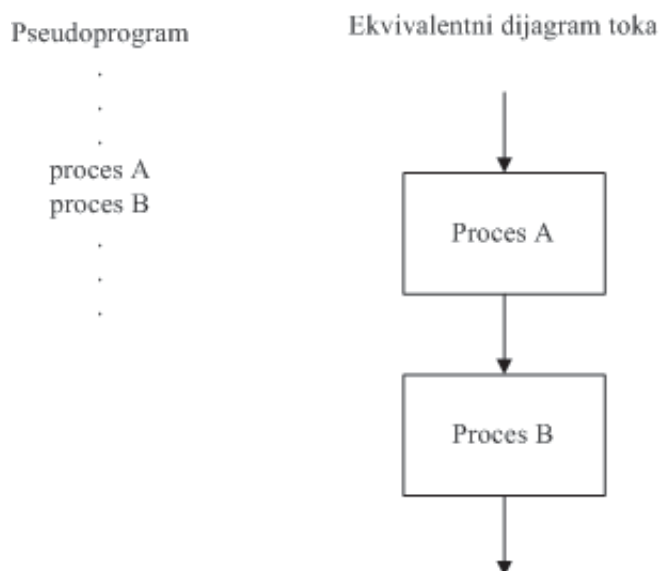 Pseudoprogram
.
.
.
proces A
proces B
.
.
.
Ekvivalentni dijagram toka
Proces A
Proces B